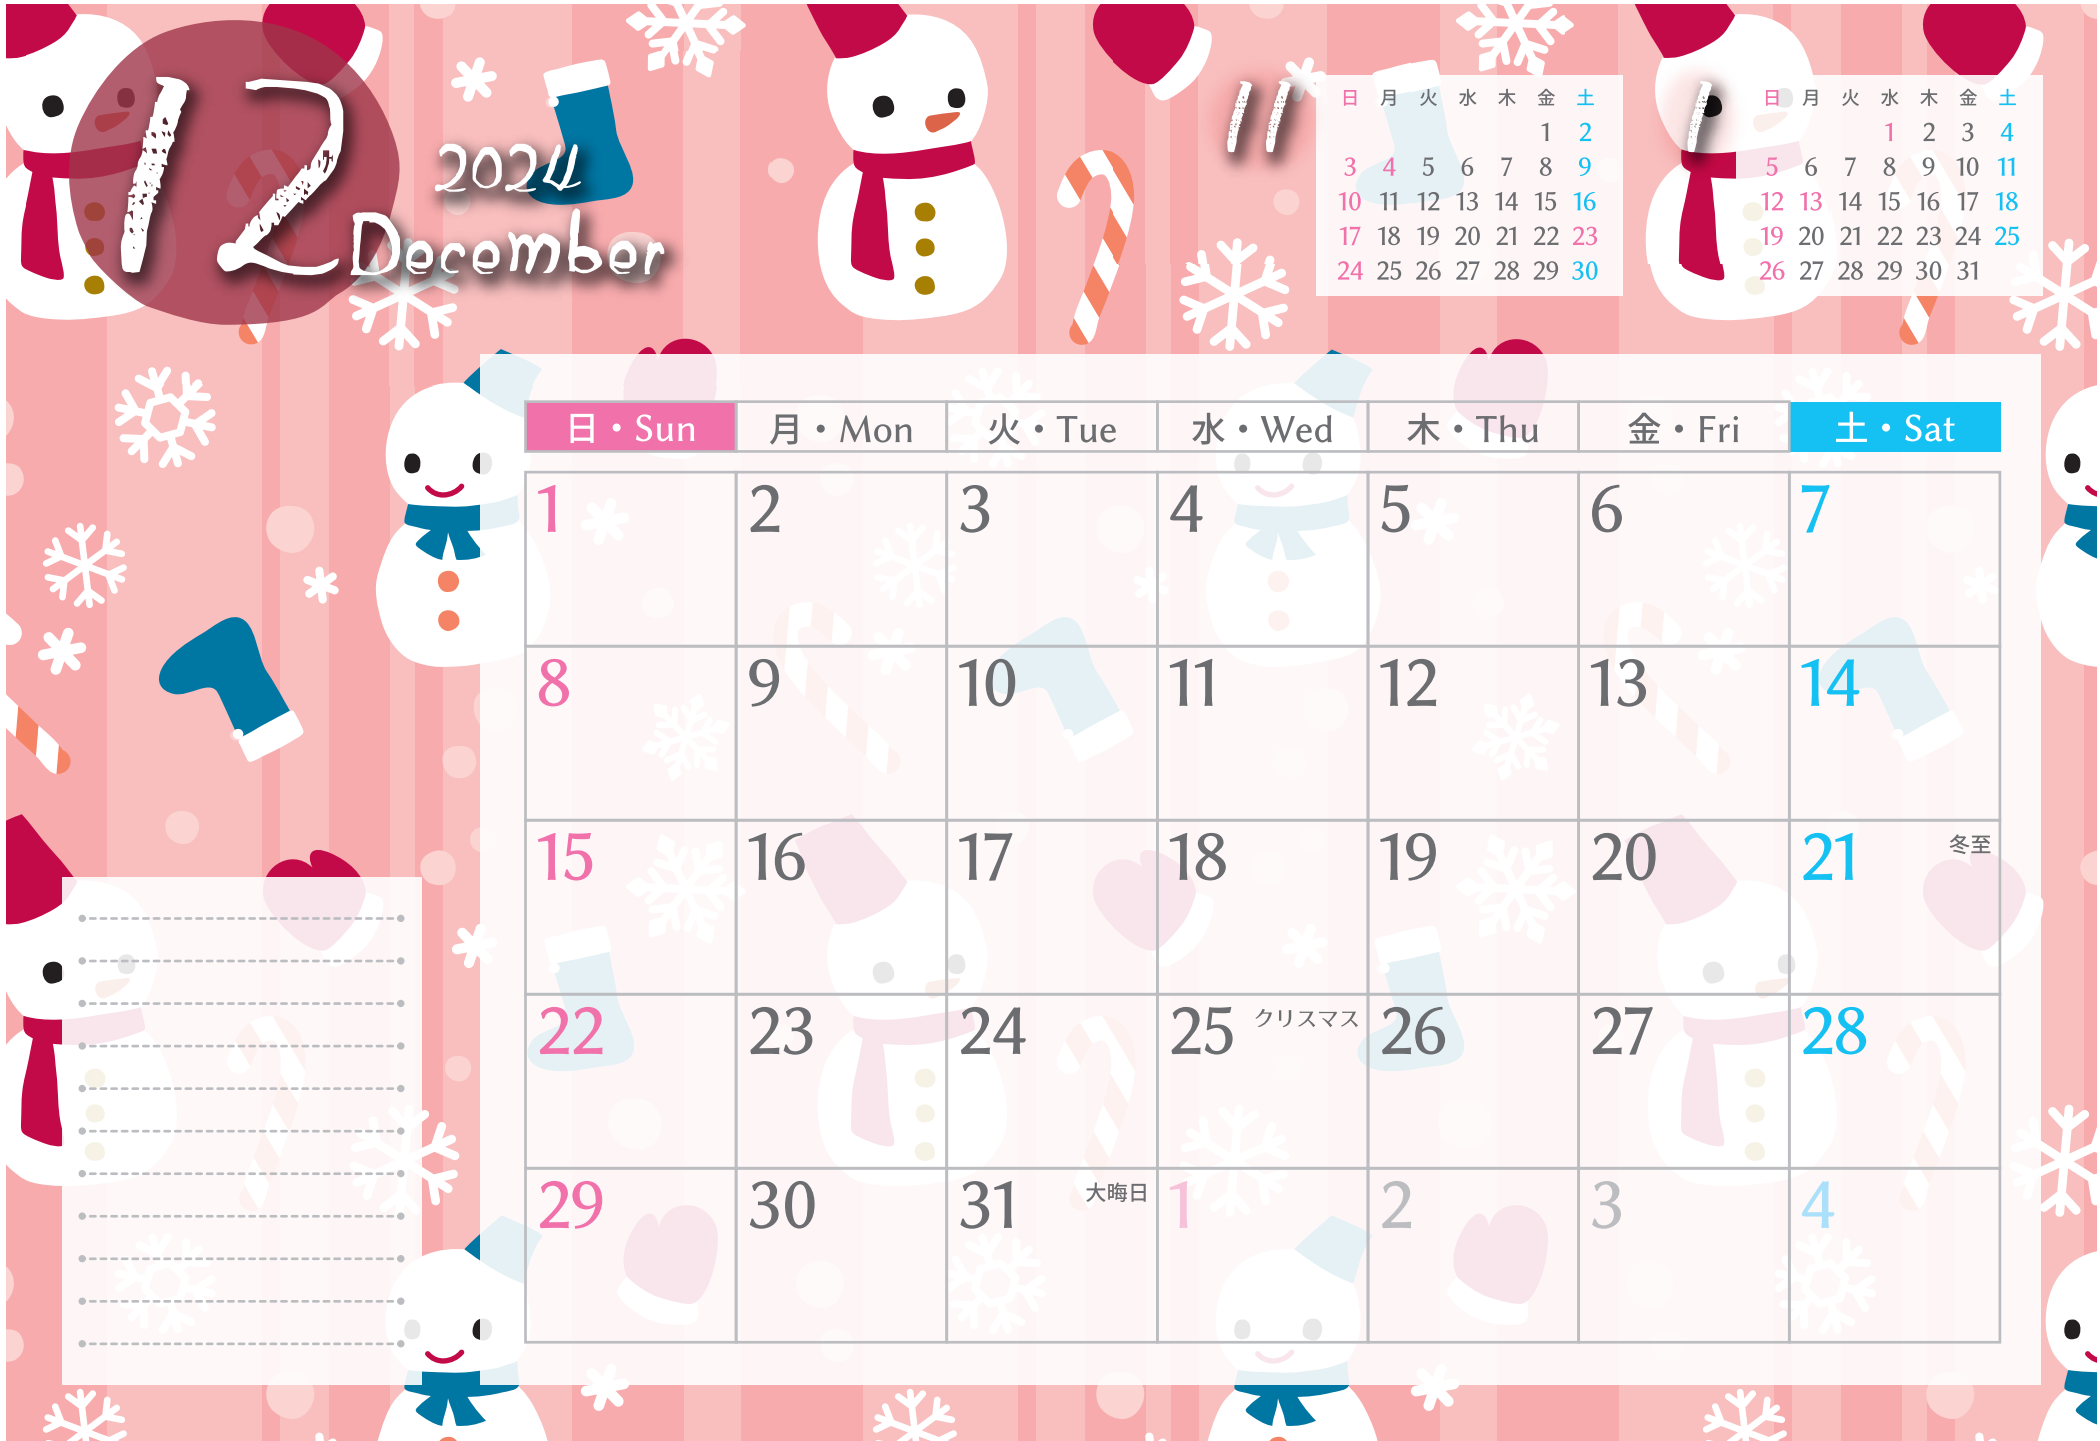 12
2024
December
11
日 月 火 水 木 金 土
1 2
3 4 5 6 7 8 9
10 11 12 13 14 15 16
17 18 19 20 21 22 23
24 25 26 27 28 29 30
1
日 月 火 水 木 金 土
1 2 3 4
5 6 7 8 9 10 11
12 13 14 15 16 17 18
19 20 21 22 23 24 25
26 27 28 29 30 31
日・Sun 月・Mon 火・Tue 水・Wed 木・Thu 金・Fri 土・Sat
1 2 3 4 5 6 7
8 9 10 11 12 13 14
15 16 17 18 19 20 21 冬至
22 23 24 25 クリスマス 26 27 28
29 30 31 大晦日 1 2 3 4